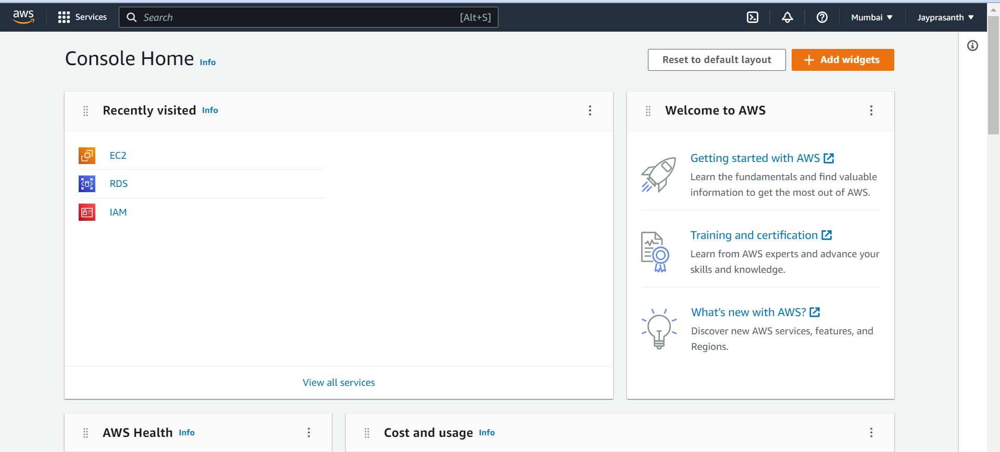 aws
Services
Search
[Alt+S]
Mumbai
Jayprasanth
Console Home
Info
Reset to default layout
Add widgets
Recently visited
Info
EC2
RDS
IAM
View all services
Welcome to AWS
Getting started with AWS
Learn the fundamentals and find valuable
information to get the most out of AWS.
Training and certification
Learn from AWS experts and advance your
skills and knowledge.
What's new with AWS?
Discover new AWS services, features, and
Regions.
AWS Health
Info
Cost and usage
Info